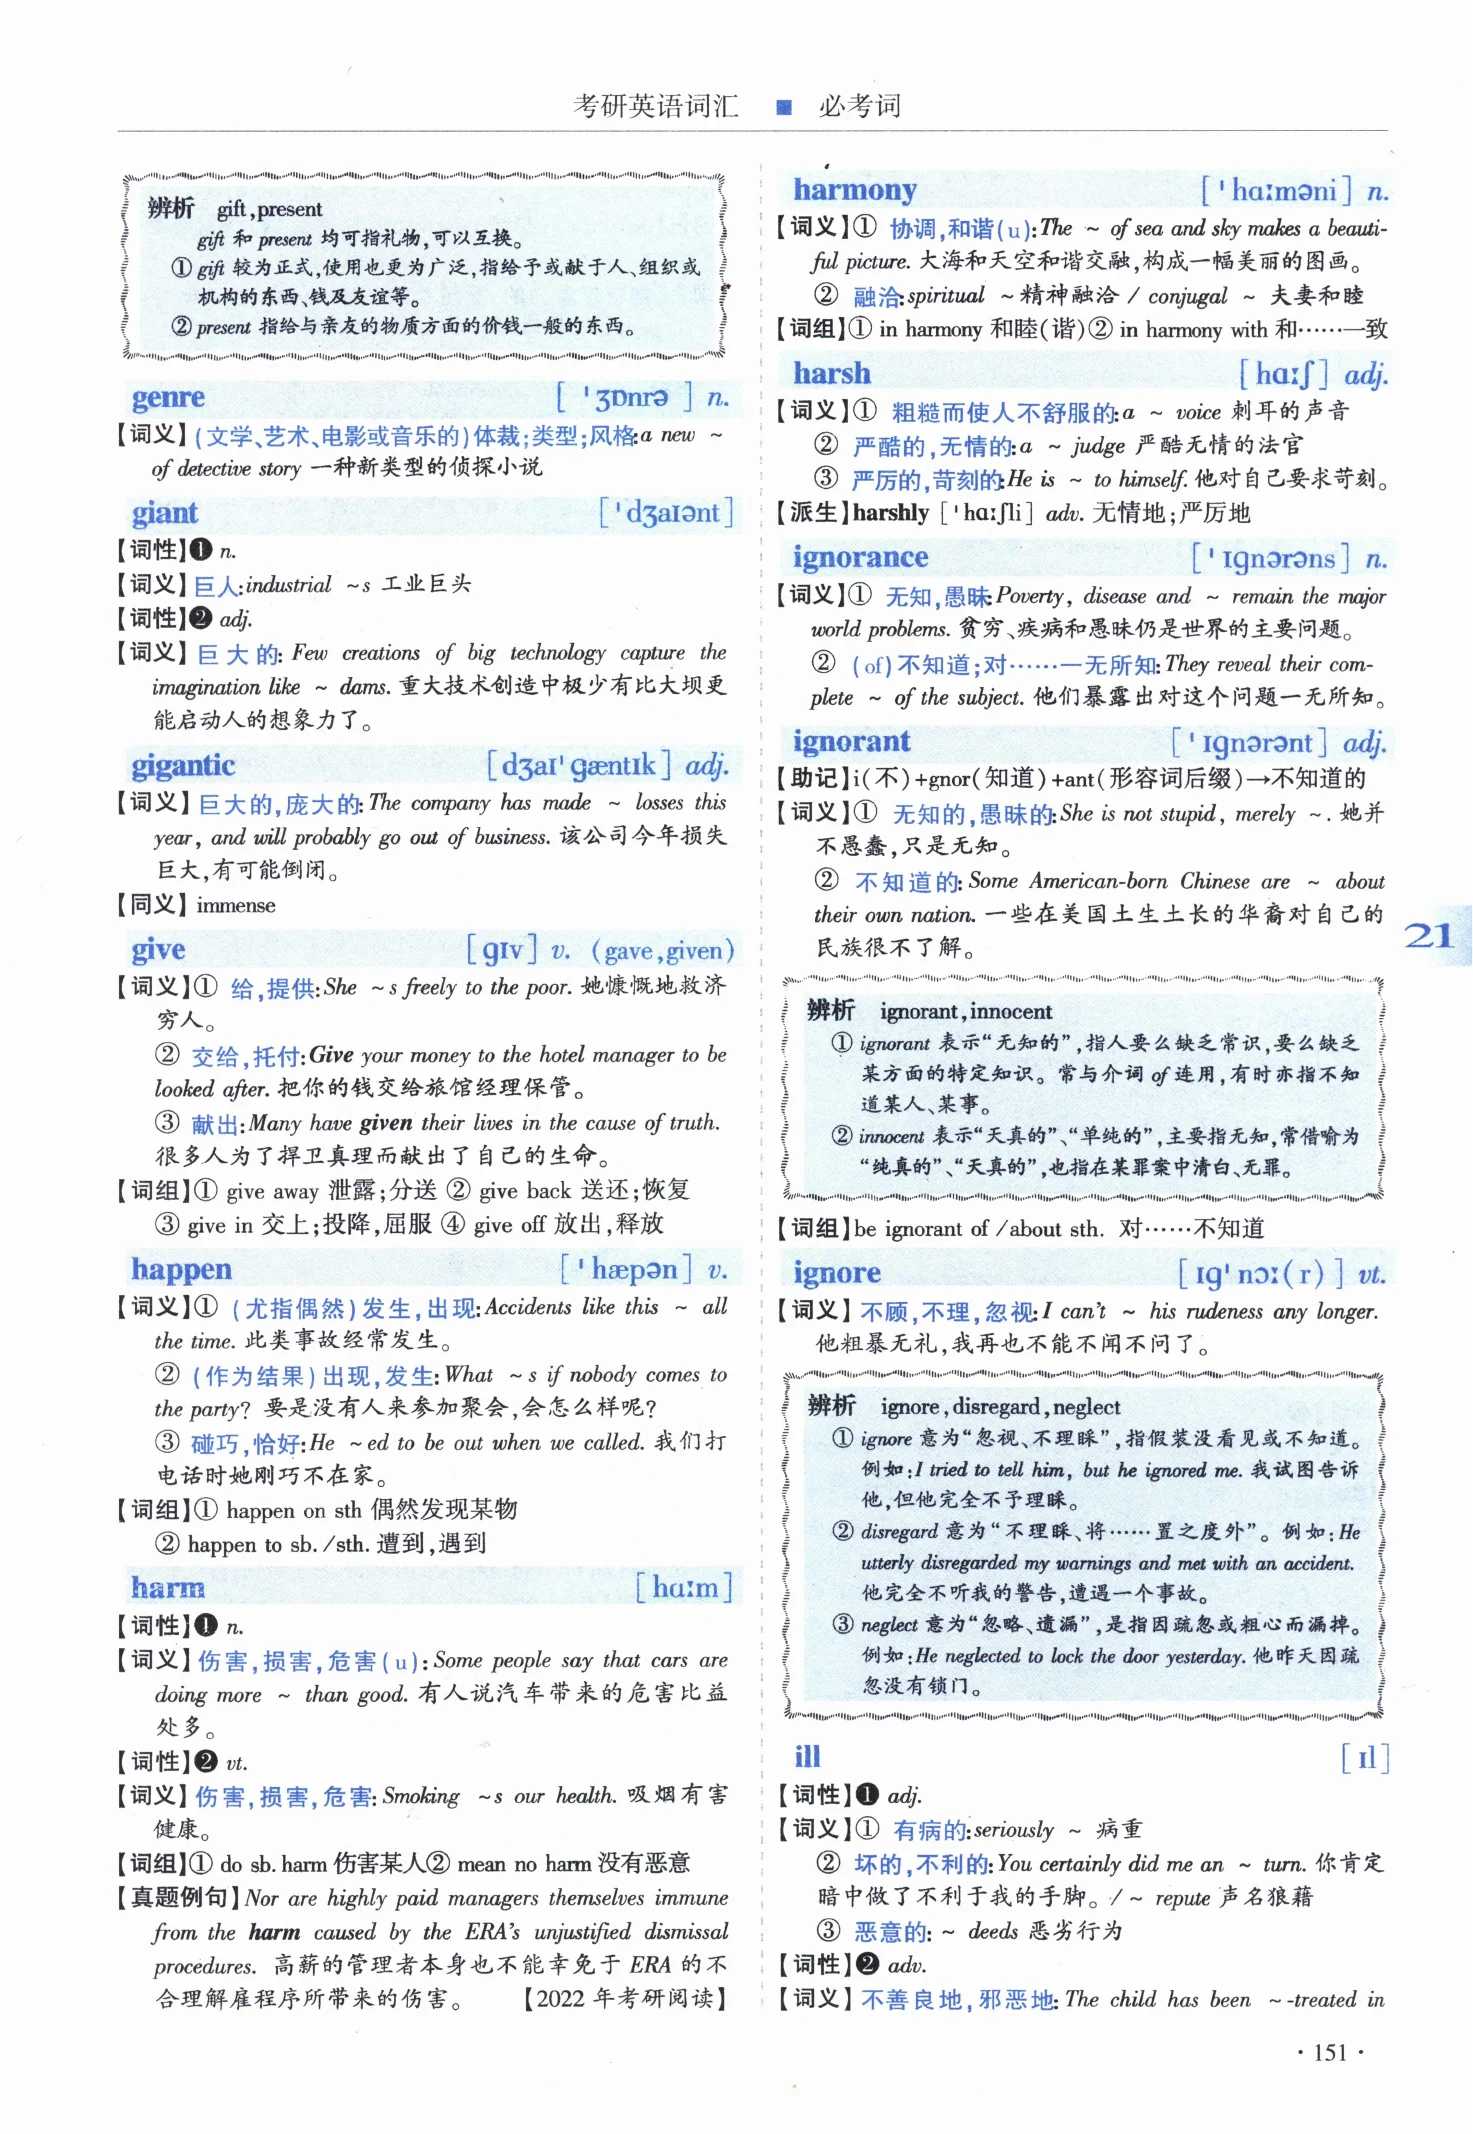 考研英语词汇 ■ 必考词
辨析 gift,present
gift 和 present 均可指礼物,可以互换。
①gift 较为正式,使用也更为广泛,指给予或献于人、组织或
机构的东西、钱及友谊等。
②present 指给与亲友的物质方面的价钱一般的东西。
genre [ ˈʒɒnrə ] n.
【词义】(文学、艺术、电影或音乐的)体裁;类型;风格:a new ~
of detective story 一种新类型的侦探小说
giant [ˈdʒaɪənt]
【词性】❶ n.
【词义】巨人:industrial ~s 工业巨头
【词性】❷ adj.
【词义】巨大的: Few creations of big technology capture the
imagination like ~ dams. 重大技术创造中极少有比大坝更
能启动人的想象力了。
gigantic [dʒaɪˈɡæntɪk] adj.
【词义】巨大的,庞大的: The company has made ~ losses this
year, and will probably go out of business. 该公司今年损失
巨大,有可能倒闭。
【同义】immense
give [ɡɪv] v. (gave,given)
【词义】① 给,提供:She ~s freely to the poor. 她慷慨地救济
穷人。
② 交给,托付:Give your money to the hotel manager to be
looked after. 把你的钱交给旅馆经理保管。
③ 献出:Many have given their lives in the cause of truth.
很多人为了捍卫真理而献出了自己的生命。
【词组】① give away 泄露;分送 ② give back 送还;恢复
③ give in 交上;投降,屈服 ④ give off 放出,释放
happen [ˈhæpən] v.
【词义】① (尤指偶然)发生,出现:Accidents like this ~ all
the time. 此类事故经常发生。
② (作为结果)出现,发生: What ~s if nobody comes to
the party? 要是没有人来参加聚会,会怎么样呢?
③ 碰巧,恰好:He ~ed to be out when we called. 我们打
电话时她刚巧不在家。
【词组】① happen on sth 偶然发现某物
② happen to sb./sth. 遭到,遇到
harm [hɑːm]
【词性】❶ n.
【词义】伤害,损害,危害(u):Some people say that cars are
doing more ~ than good. 有人说汽车带来的危害比益
处多。
【词性】❷ vt.
【词义】伤害,损害,危害: Smoking ~s our health. 吸烟有害
健康。
【词组】① do sb. harm 伤害某人② mean no harm 没有恶意
【真题例句】Nor are highly paid managers themselves immune
from the harm caused by the ERA's unjustified dismissal
procedures. 高薪的管理者本身也不能幸免于 ERA 的不
合理解雇程序所带来的伤害。 【2022 年考研阅读】
harmony [ˈhɑːməni] n.
【词义】① 协调,和谐(u):The ~ of sea and sky makes a beauti-
ful picture. 大海和天空和谐交融,构成一幅美丽的图画。
② 融洽:spiritual ~ 精神融洽 / conjugal ~ 夫妻和睦
【词组】① in harmony 和睦(谐)② in harmony with 和……一致
harsh [hɑːʃ] adj.
【词义】① 粗糙而使人不舒服的:a ~ voice 刺耳的声音
② 严酷的,无情的:a ~ judge 严酷无情的法官
③ 严厉的,苛刻的:He is ~ to himself. 他对自己要求苛刻。
【派生】harshly [ˈhɑːʃli] adv. 无情地;严厉地
ignorance [ˈɪɡnərəns] n.
【词义】① 无知,愚昧:Poverty, disease and ~ remain the major
world problems. 贫穷、疾病和愚昧仍是世界的主要问题。
② (of)不知道;对……一无所知: They reveal their com-
plete ~ of the subject. 他们暴露出对这个问题一无所知。
ignorant [ˈɪɡnərənt] adj.
【助记】i(不)+gnor(知道)+ant(形容词后缀)→不知道的
【词义】① 无知的,愚昧的:She is not stupid, merely ~. 她并
不愚蠢,只是无知。
② 不知道的: Some American-born Chinese are ~ about
their own nation. 一些在美国土生土长的华裔对自己的
民族很不了解。
21
辨析 ignorant,innocent
① ignorant 表示“无知的”,指人要么缺乏常识,要么缺乏
某方面的特定知识。常与介词 of 连用,有时亦指不知
道某人、某事。
② innocent 表示“天真的”、“单纯的”,主要指无知,常借喻为
“纯真的”、“天真的”,也指在某罪案中清白、无罪。
【词组】be ignorant of /about sth. 对……不知道
ignore [ɪɡˈnɔː(r)] vt.
【词义】不顾,不理,忽视:I can't ~ his rudeness any longer.
他粗暴无礼,我再也不能不闻不问了。
辨析 ignore,disregard,neglect
① ignore 意为“忽视、不理睬”,指假装没看见或不知道。
例如:I tried to tell him, but he ignored me. 我试图告诉
他,但他完全不予理睬。
② disregard 意为“不理睬、将……置之度外”。例如:He
utterly disregarded my warnings and met with an accident.
他完全不听我的警告,遭遇一个事故。
③ neglect 意为“忽略、遗漏”,是指因疏忽或粗心而漏掉。
例如:He neglected to lock the door yesterday. 他昨天因疏
忽没有锁门。
ill [ɪl]
【词性】❶ adj.
【词义】① 有病的:seriously ~ 病重
② 坏的,不利的: You certainly did me an ~ turn. 你肯定
暗中做了不利于我的手脚。/ ~ repute 声名狼藉
③ 恶意的: ~ deeds 恶劣行为
【词性】❷ adv.
【词义】不善良地,邪恶地: The child has been ~-treated in
·151·